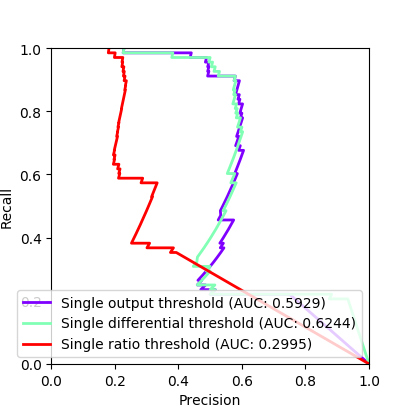 1.0
0.8
0.6
0.4
0.2
0.0
Recall
Single output threshold (AUC: 0.5929)
Single differential threshold (AUC: 0.6244)
Single ratio threshold (AUC: 0.2995)
0.0 0.2 0.4 0.6 0.8 1.0
Precision